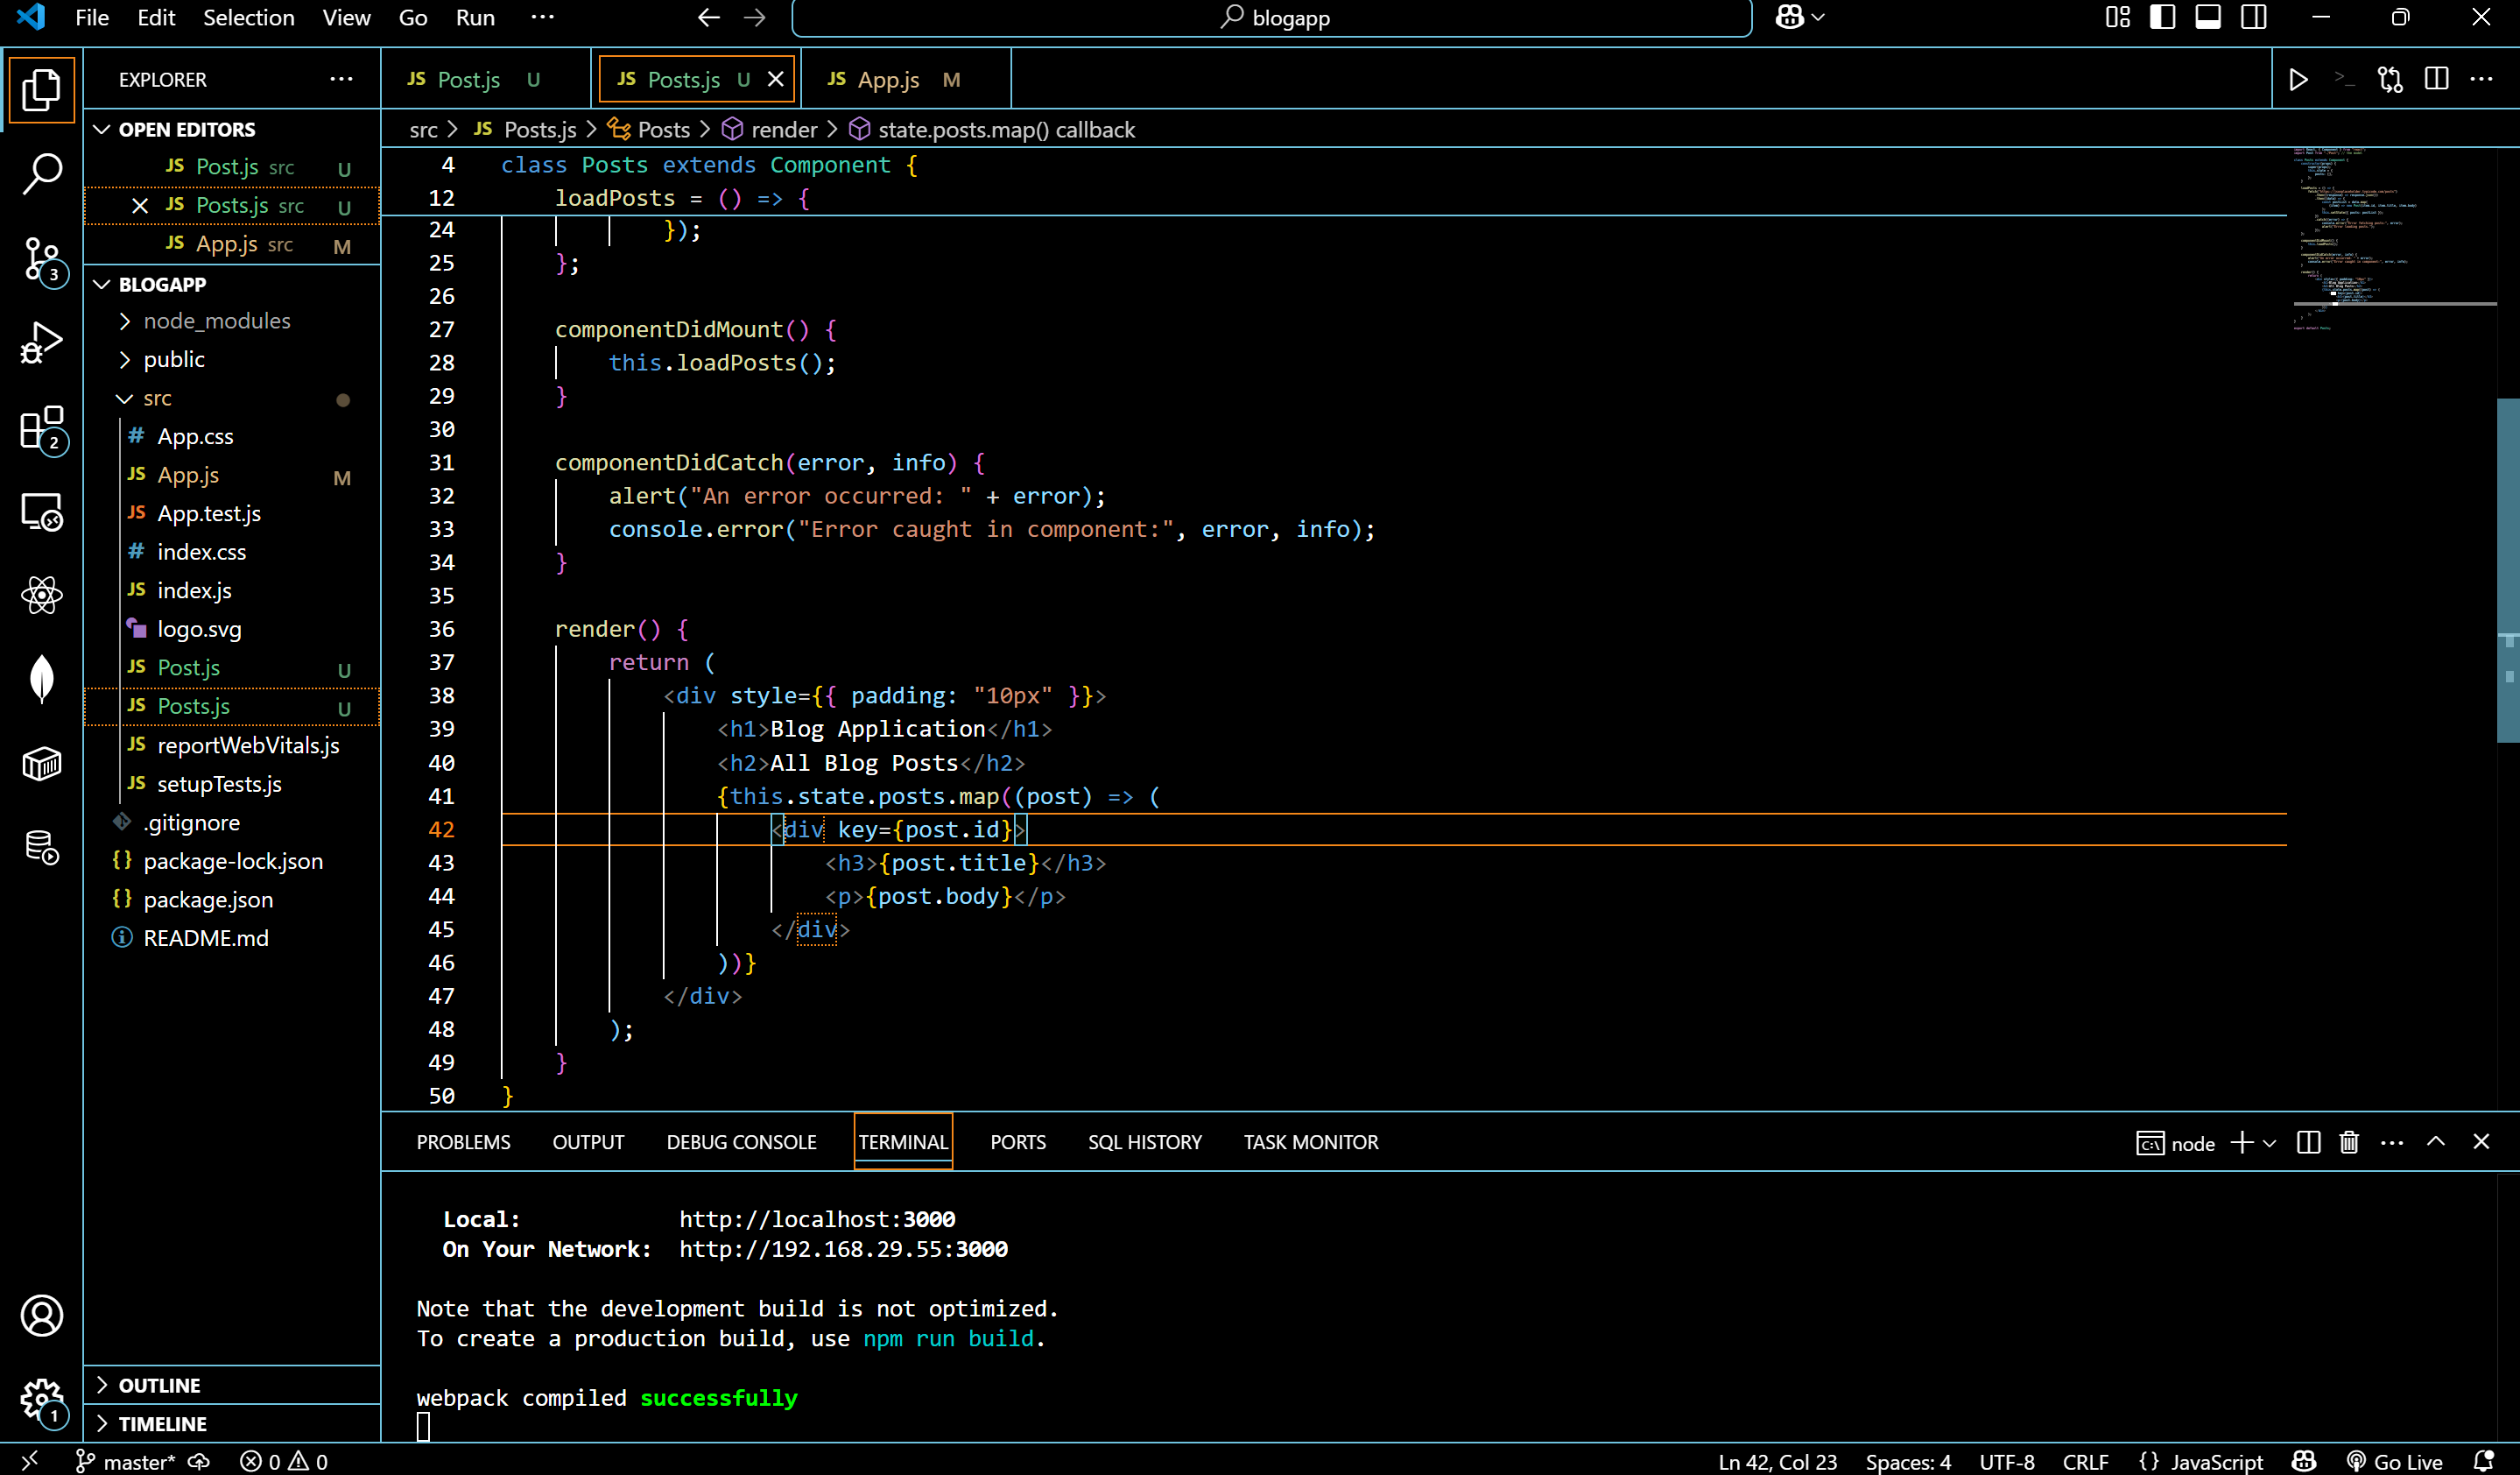 File Edit Selection View Go Run ··· blogapp
EXPLORER ···
OPEN EDITORS
JS Post.js src U
JS Posts.js src U
JS App.js src M
BLOGAPP
node_modules
public
src
# App.css
JS App.js M
JS App.test.js
# index.css
JS index.js
logo.svg
JS Post.js U
JS Posts.js U
JS reportWebVitals.js
JS setupTests.js
.gitignore
{} package-lock.json
{} package.json
README.md
OUTLINE
TIMELINE
3
2
1
JS Post.js U JS Posts.js U JS App.js M
src > JS Posts.js > Posts > render > state.posts.map() callback
4 class Posts extends Component {
12 loadPosts = () => {
24 });
25 };
26
27 componentDidMount() {
28 this.loadPosts();
29 }
30
31 componentDidCatch(error, info) {
32 alert("An error occurred: " + error);
33 console.error("Error caught in component:", error, info);
34 }
35
36 render() {
37 return (
38 <div style={{ padding: "10px" }}>
39 <h1>Blog Application</h1>
40 <h2>All Blog Posts</h2>
41 {this.state.posts.map((post) => (
42 <div key={post.id}>
43 <h3>{post.title}</h3>
44 <p>{post.body}</p>
45 </div>
46 ))}
47 </div>
48 );
49 }
50 }
PROBLEMS OUTPUT DEBUG CONSOLE TERMINAL PORTS SQL HISTORY TASK MONITOR node
Local: http://localhost:3000
On Your Network: http://192.168.29.55:3000
Note that the development build is not optimized.
To create a production build, use npm run build.
webpack compiled successfully
master* 0 0 Ln 42, Col 23 Spaces: 4 UTF-8 CRLF {} JavaScript Go Live